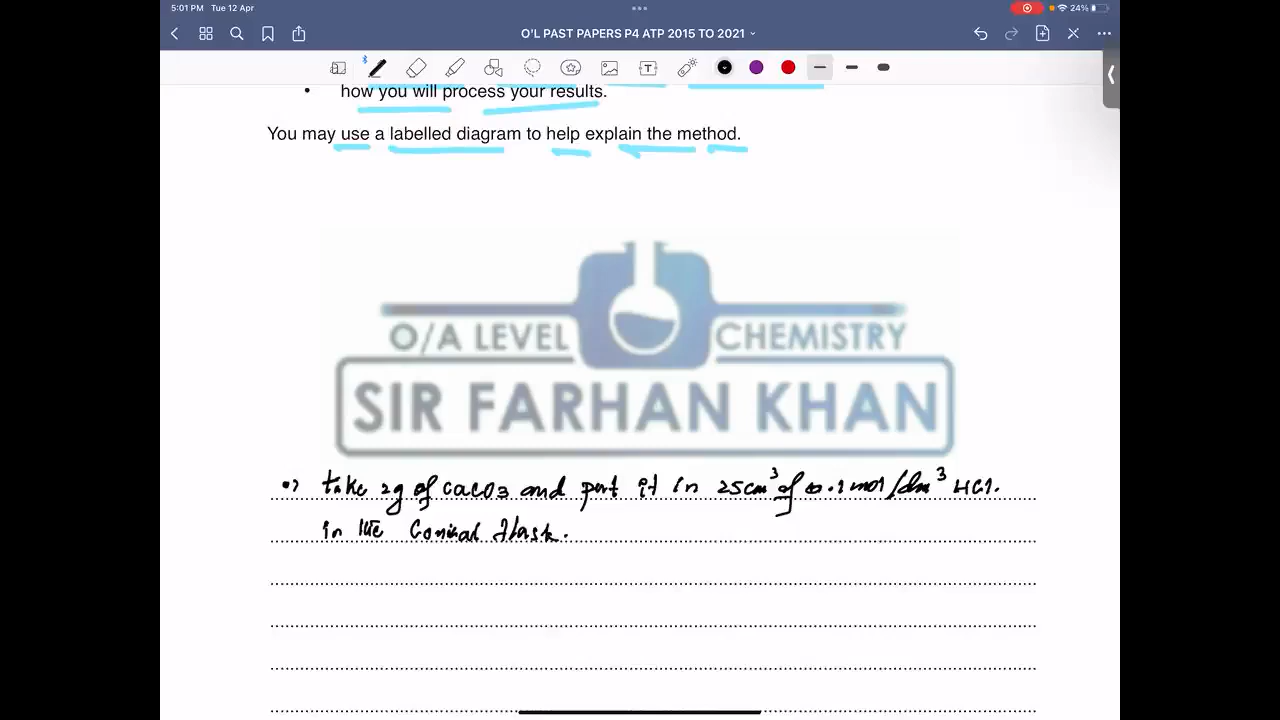 5:01 PM Tue 12 Apr
24%
O'L PAST PAPERS P4 ATP 2015 TO 2021
• how you will process your results.
You may use a labelled diagram to help explain the method.
O/A LEVEL CHEMISTRY
SIR FARHAN KHAN
take 2g of CaCO3 and put it in 25cm³ of 0.1 mol/dm³ HCl.
in the Conical flask.